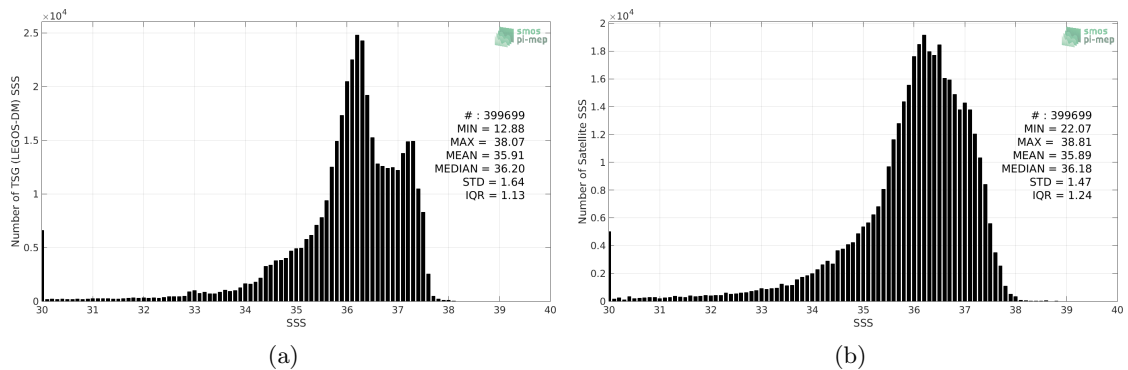 ×10⁴
2.5
2
1.5
1
0.5
0
30 31 32 33 34 35 36 37 38 39 40
SSS
Number of TSG (LEGOS-DM) SSS
smos
pi-mep
# : 399699
MIN = 12.88
MAX = 38.07
MEAN = 35.91
MEDIAN = 36.20
STD = 1.64
IQR = 1.13
(a)
×10⁴
2
1.8
1.6
1.4
1.2
1
0.8
0.6
0.4
0.2
0
30 31 32 33 34 35 36 37 38 39 40
SSS
Number of Satellite SSS
smos
pi-mep
# : 399699
MIN = 22.07
MAX = 38.81
MEAN = 35.89
MEDIAN = 36.18
STD = 1.47
IQR = 1.24
(b)